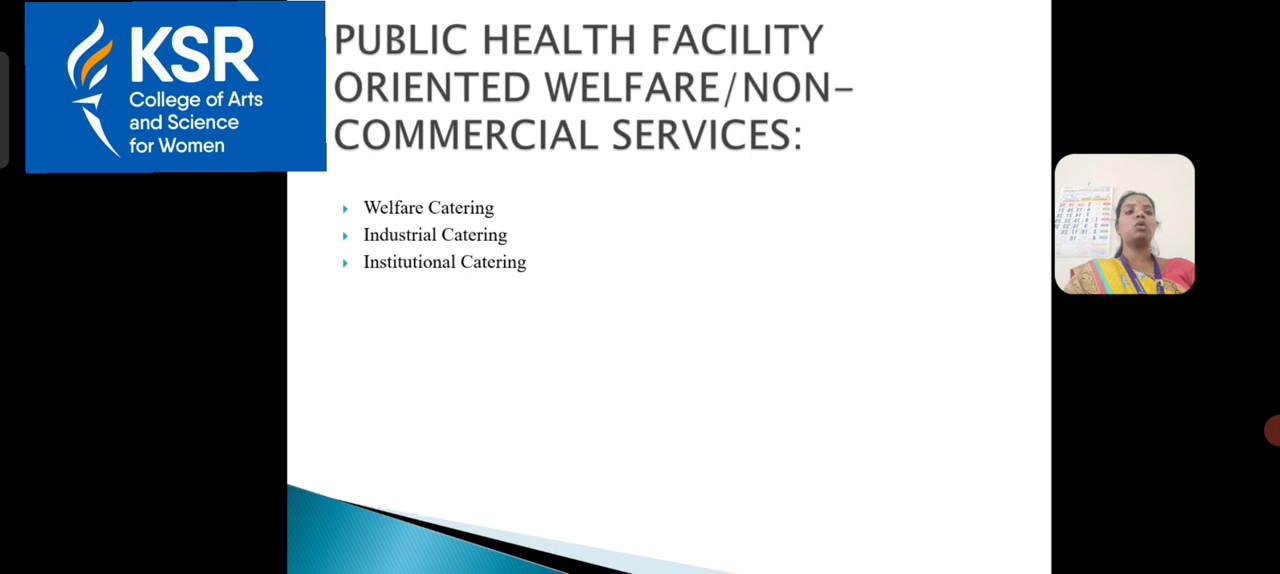 KSR
College of Arts
and Science
for Women
PUBLIC HEALTH FACILITY
ORIENTED WELFARE/NON-
COMMERCIAL SERVICES:
Welfare Catering
Industrial Catering
Institutional Catering